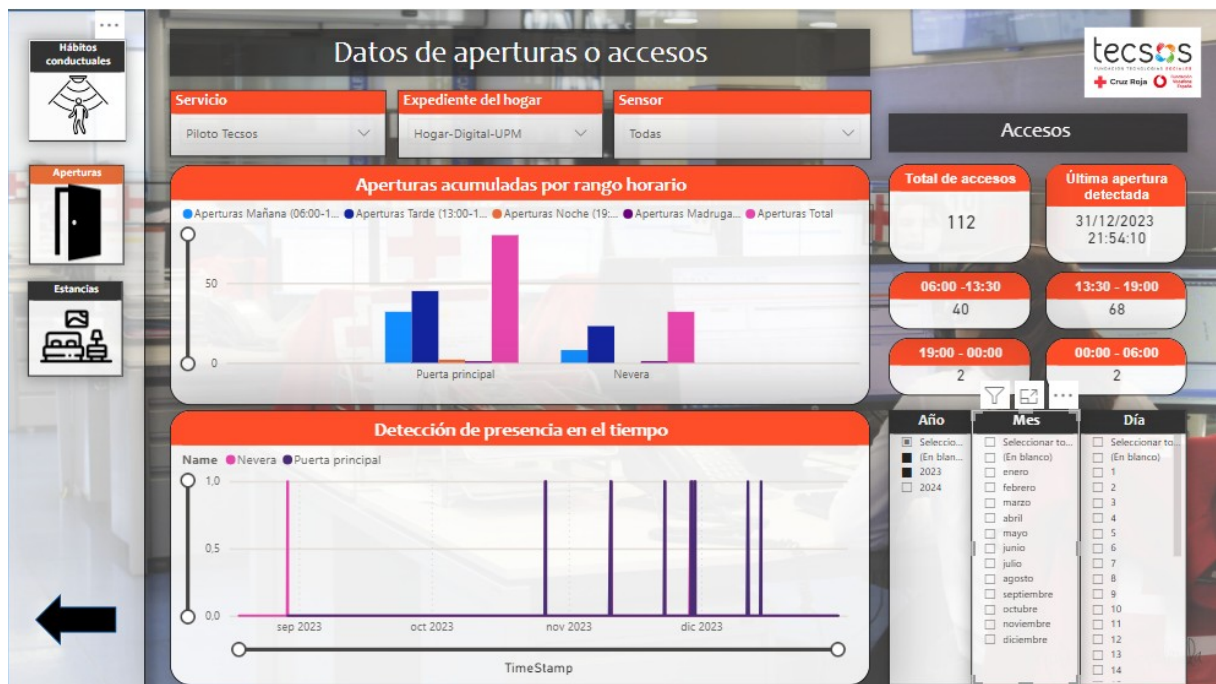 Hábitos
conductuales
Aperturas
Estancias
Datos de aperturas o accesos
tecsos
FUNDACIÓN TECNOLOGÍAS SOCIALES
Cruz Roja
Servicio
Piloto Tecsos
Expediente del hogar
Hogar-Digital-UPM
Sensor
Todas
Aperturas acumuladas por rango horario
Aperturas Mañana (06:00-1... Aperturas Tarde (13:00-1... Aperturas Noche (19:... Aperturas Madruga... Aperturas Total
50
0
Puerta principal Nevera
Detección de presencia en el tiempo
Name Nevera Puerta principal
1,0
0,5
0,0
sep 2023 oct 2023 nov 2023 dic 2023
TimeStamp
Accesos
Total de accesos
112
Última apertura
detectada
31/12/2023
21:54:10
06:00 -13:30
40
13:30 - 19:00
68
19:00 - 00:00
2
00:00 - 06:00
2
Año
Seleccio...
(En blan...
2023
2024
Mes
Seleccionar to...
(En blanco)
enero
febrero
marzo
abril
mayo
junio
julio
agosto
septiembre
octubre
noviembre
diciembre
Día
Seleccionar to...
(En blanco)
1
2
3
4
5
6
7
8
9
10
11
12
13
14